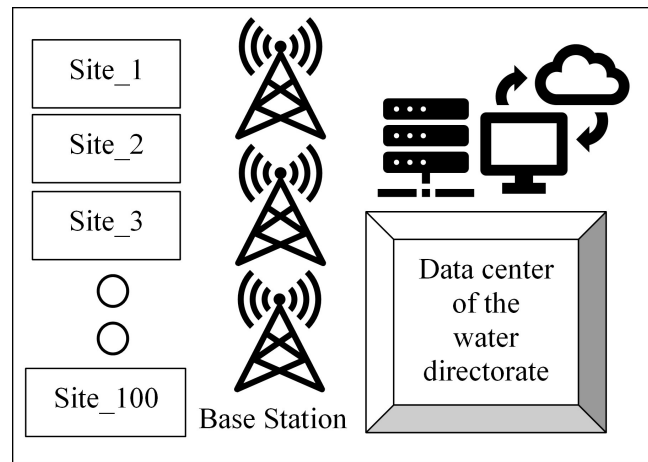 Site_1
Site_2
Site_3
Site_100
Base Station
Data center
of the
water
directorate